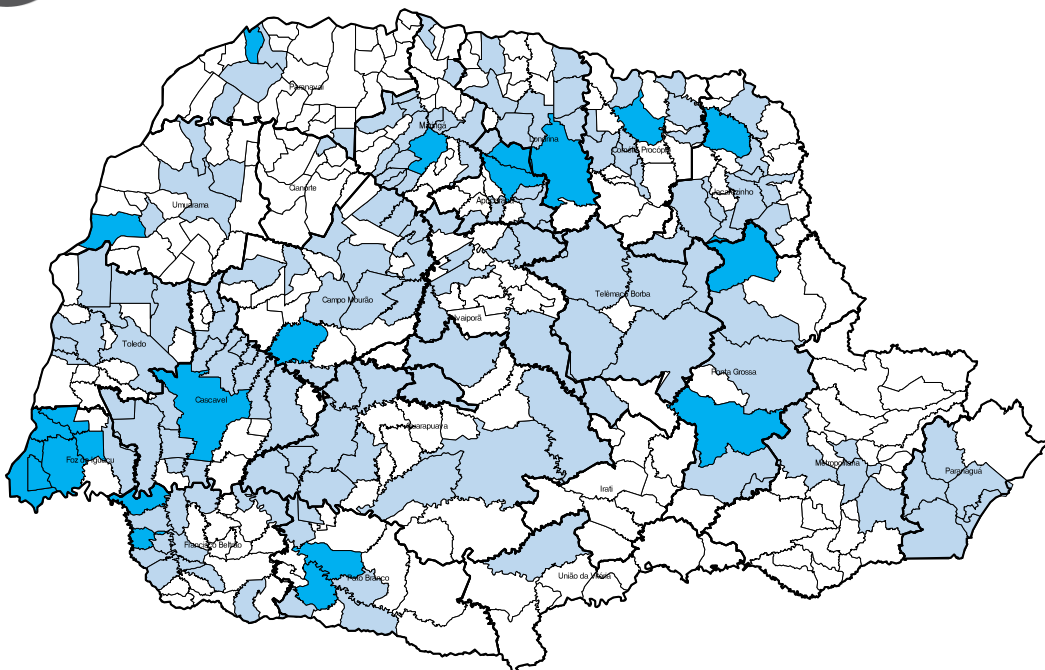 Paranavaí
Maringá
Londrina
Cornélio Procópio
Cianorte
Umuarama
Apucarana
Jacarezinho
Campo Mourão
Telêmaco Borba
Ivaiporã
Toledo
Ponta Grossa
Cascavel
Guarapuava
Foz do Iguaçu
Metropolitana
Paranaguá
Irati
Francisco Beltrão
Pato Branco
União da Vitória